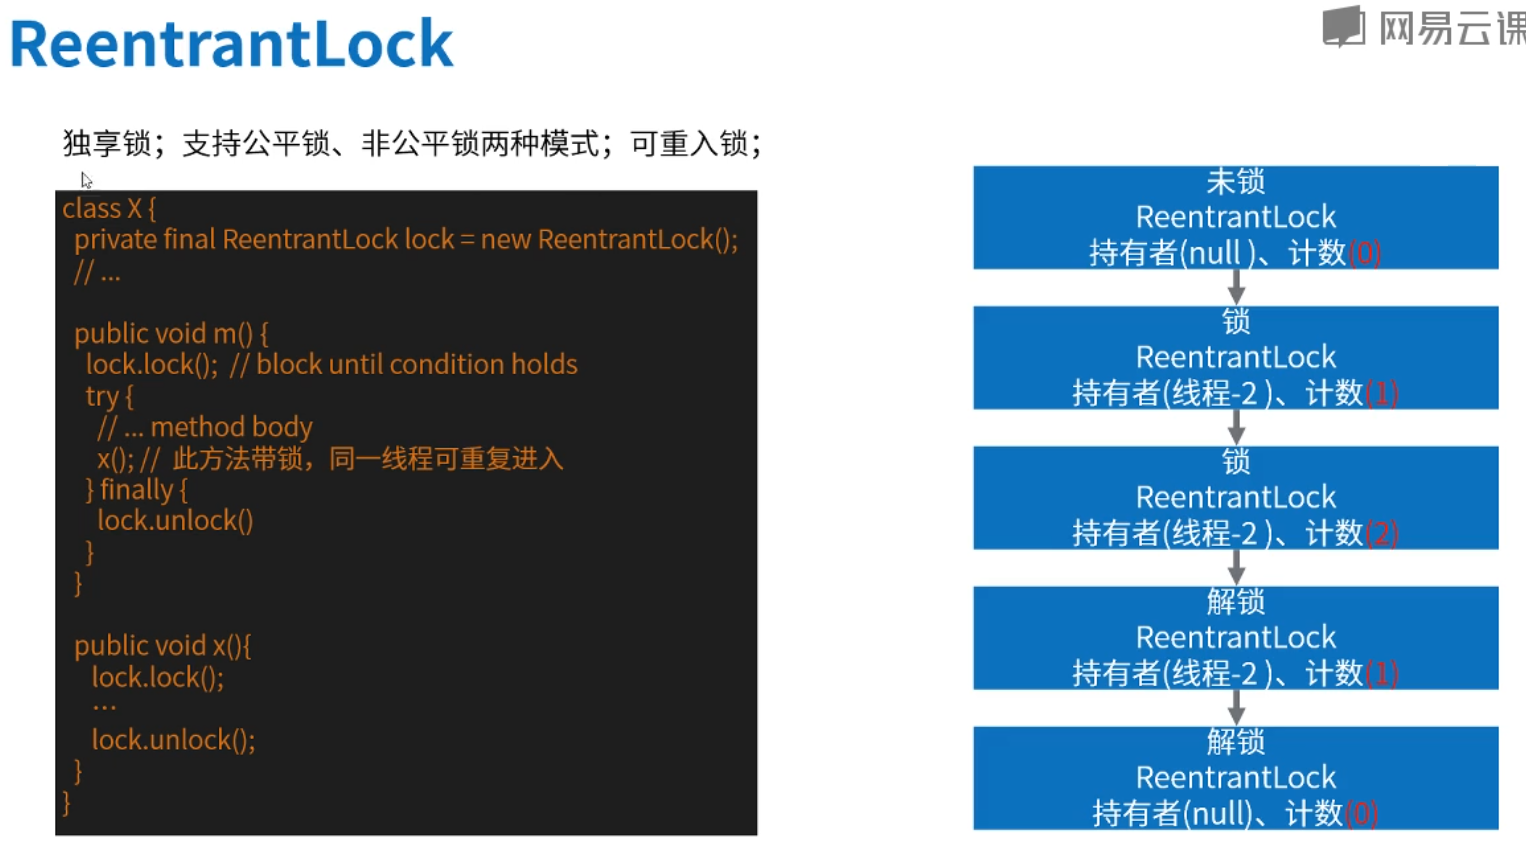 ReentrantLock
网易云课
独享锁；支持公平锁、非公平锁两种模式；可重入锁；
class X {
private final ReentrantLock lock = new ReentrantLock();
// ...
public void m() {
lock.lock();  // block until condition holds
try {
// ... method body
x(); //  此方法带锁，同一线程可重复进入
} finally {
lock.unlock()
}
}
public void x(){
lock.lock();
...
lock.unlock();
}
}
未锁
ReentrantLock
持有者(null )、计数(0)
锁
ReentrantLock
持有者(线程-2 )、计数(1)
锁
ReentrantLock
持有者(线程-2 )、计数(2)
解锁
ReentrantLock
持有者(线程-2 )、计数(1)
解锁
ReentrantLock
持有者(null)、计数(0)